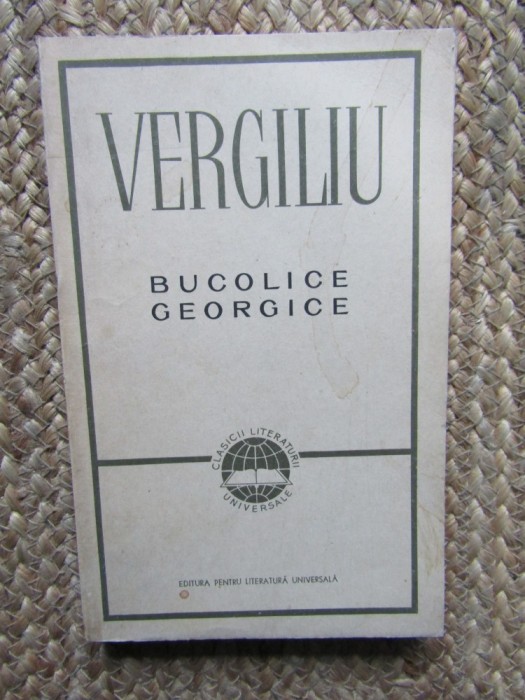 VERGILIU
BUCOLICE
GEORGICE
CLASICII LITERATURII
UNIVERSALE
EDITURA PENTRU LITERATURĂ UNIVERSALĂ